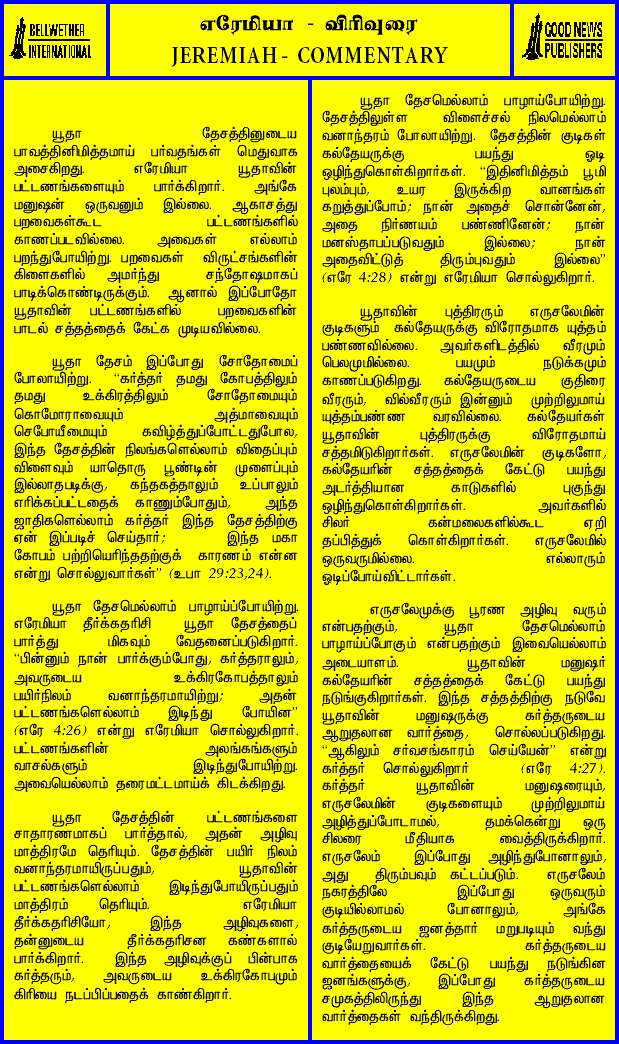 BELLWETHER
INTERNATIONAL
எரேமியா - விரிவுரை
JEREMIAH - COMMENTARY
GOOD NEWS
PUBLISHERS
யூதா தேசத்தினுடைய
பாவத்தினிமித்தமாய் பர்வதங்கள் மெதுவாக
அசைகிறது. எரேமியா யூதாவின்
பட்டணங்களையும் பார்க்கிறார். அங்கே
மனுஷன் ஒருவனும் இல்லை. ஆகாசத்து
பறவைகள்கூட பட்டணங்களில்
காணப்படவில்லை. அவைகள் எல்லாம்
பறந்துபோயிற்று. பறவைகள் விருட்சங்களின்
கிளைகளில் அமர்ந்து சந்தோஷமாகப்
பாடிக்கொண்டிருக்கும். ஆனால் இப்போதோ
யூதாவின் பட்டணங்களில் பறவைகளின்
பாடல் சத்தத்தைக் கேட்க முடியவில்லை.
யூதா தேசம் இப்போது சோதோமைப்
போலாயிற்று. “கர்த்தர் தமது கோபத்திலும்
தமது உக்கிரத்திலும் சோதோமையும்
கொமோராவையும் அத்மாவையும்
செபோயீமையும் கவிழ்த்துப்போட்டதுபோல,
இந்த தேசத்தின் நிலங்களெல்லாம் விதைப்பும்
விளைவும் யாதொரு பூண்டின் முளைப்பும்
இல்லாதபடிக்கு, கந்தகத்தாலும் உப்பாலும்
எரிக்கப்பட்டதைக் காணும்போதும், அந்த
ஜாதிகளெல்லாம் கர்த்தர் இந்த தேசத்திற்கு
ஏன் இப்படிச் செய்தார்; இந்த மகா
கோபம் பற்றியெரிந்ததற்குக் காரணம் என்ன
என்று சொல்லுவார்கள்” (உபா 29:23,24).
யூதா தேசமெல்லாம் பாழாய்ப்போயிற்று.
எரேமியா தீர்க்கதரிசி யூதா தேசத்தைப்
பார்த்து மிகவும் வேதனைப்படுகிறார்.
“பின்னும் நான் பார்க்கும்போது, கர்த்தராலும்,
அவருடைய உக்கிரகோபத்தாலும்
பயிர்நிலம் வனாந்தரமாயிற்று; அதன்
பட்டணங்களெல்லாம் இடிந்து போயின”
(எரே 4:26) என்று எரேமியா சொல்லுகிறார்.
பட்டணங்களின் அலங்கங்களும்
வாசல்களும் இடிந்துபோயிற்று.
அவையெல்லாம் தரைமட்டமாய்க் கிடக்கிறது.
யூதா தேசத்தின் பட்டணங்களை
சாதாரணமாகப் பார்த்தால், அதன் அழிவு
மாத்திரமே தெரியும். தேசத்தின் பயிர் நிலம்
வனாந்தரமாயிருப்பதும், யூதாவின்
பட்டணங்களெல்லாம் இடிந்துபோயிருப்பதும்
மாத்திரம் தெரியும். எரேமியா
தீர்க்கதரிசியோ, இந்த அழிவுகளை,
தன்னுடைய தீர்க்கதரிசன கண்களால்
பார்க்கிறார். இந்த அழிவுக்குப் பின்பாக
கர்த்தரும், அவருடைய உக்கிரகோபமும்
கிரியை நடப்பிப்பதைக் காண்கிறார்.
யூதா தேசமெல்லாம் பாழாய்போயிற்று.
தேசத்திலுள்ள விளைச்சல் நிலமெல்லாம்
வனாந்தரம் போலாயிற்று. தேசத்தின் குடிகள்
கல்தேயருக்கு பயந்து ஓடி
ஒழிந்துகொள்கிறார்கள். “இதினிமித்தம் பூமி
புலம்பும், உயர இருக்கிற வானங்கள்
கறுத்துப்போம்; நான் அதைச் சொன்னேன்,
அதை நிர்ணயம் பண்ணினேன்; நான்
மனஸ்தாபப்படுவதும் இல்லை; நான்
அதைவிட்டுத் திரும்புவதும் இல்லை”
(எரே 4:28) என்று எரேமியா சொல்லுகிறார்.
யூதாவின் புத்திரரும் எருசலேமின்
குடிகளும் கல்தேயருக்கு விரோதமாக யுத்தம்
பண்ணவில்லை. அவர்களிடத்தில் வீரமும்
பெலமுமில்லை. பயமும் நடுக்கமும்
காணப்படுகிறது. கல்தேயருடைய குதிரை
வீரரும், வில்வீரரும் இன்னும் முற்றிலுமாய்
யுத்தம்பண்ண வரவில்லை. கல்தேயர்கள்
யூதாவின் புத்திரருக்கு விரோதமாய்
சத்தமிடுகிறார்கள். எருசலேமின் குடிகளோ,
கல்தேயரின் சத்தத்தைக் கேட்டு பயந்து
அடர்த்தியான காடுகளில் புகுந்து
ஒழிந்துகொள்கிறார்கள். அவர்களில்
சிலர் கன்மலைகளில்கூட ஏறி
தப்பித்துக் கொள்கிறார்கள். எருசலேமில்
ஒருவருமில்லை. எல்லாரும்
ஓடிப்போய்விட்டார்கள்.
எருசலேமுக்கு பூரண அழிவு வரும்
என்பதற்கும், யூதா தேசமெல்லாம்
பாழாய்ப்போகும் என்பதற்கும் இவையெல்லாம்
அடையாளம். யூதாவின் மனுஷர்
கல்தேயரின் சத்தத்தைக் கேட்டு பயந்து
நடுங்குகிறார்கள். இந்த சத்தத்திற்கு நடுவே
யூதாவின் மனுஷருக்கு கர்த்தருடைய
ஆறுதலான வார்த்தை, சொல்லப்படுகிறது.
“ஆகிலும் சர்வசங்காரம் செய்யேன்” என்று
கர்த்தர் சொல்லுகிறார் (எரே 4:27).
கர்த்தர் யூதாவின் மனுஷரையும்,
எருசலேமின் குடிகளையும் முற்றிலுமாய்
அழித்துப்போடாமல், தமக்கென்று ஒரு
சிலரை மீதியாக வைத்திருக்கிறார்.
எருசலேம் இப்போது அழிந்துபோனாலும்,
அது திரும்பவும் கட்டப்படும். எருசலேம்
நகரத்திலே இப்போது ஒருவரும்
குடியில்லாமல் போனாலும், அங்கே
கர்த்தருடைய ஜனத்தார் மறுபடியும் வந்து
குடியேறுவார்கள். கர்த்தருடைய
வார்த்தையைக் கேட்டு பயந்து நடுங்கின
ஜனங்களுக்கு, இப்போது கர்த்தருடைய
சமுகத்திலிருந்து இந்த ஆறுதலான
வார்த்தைகள் வந்திருக்கிறது.